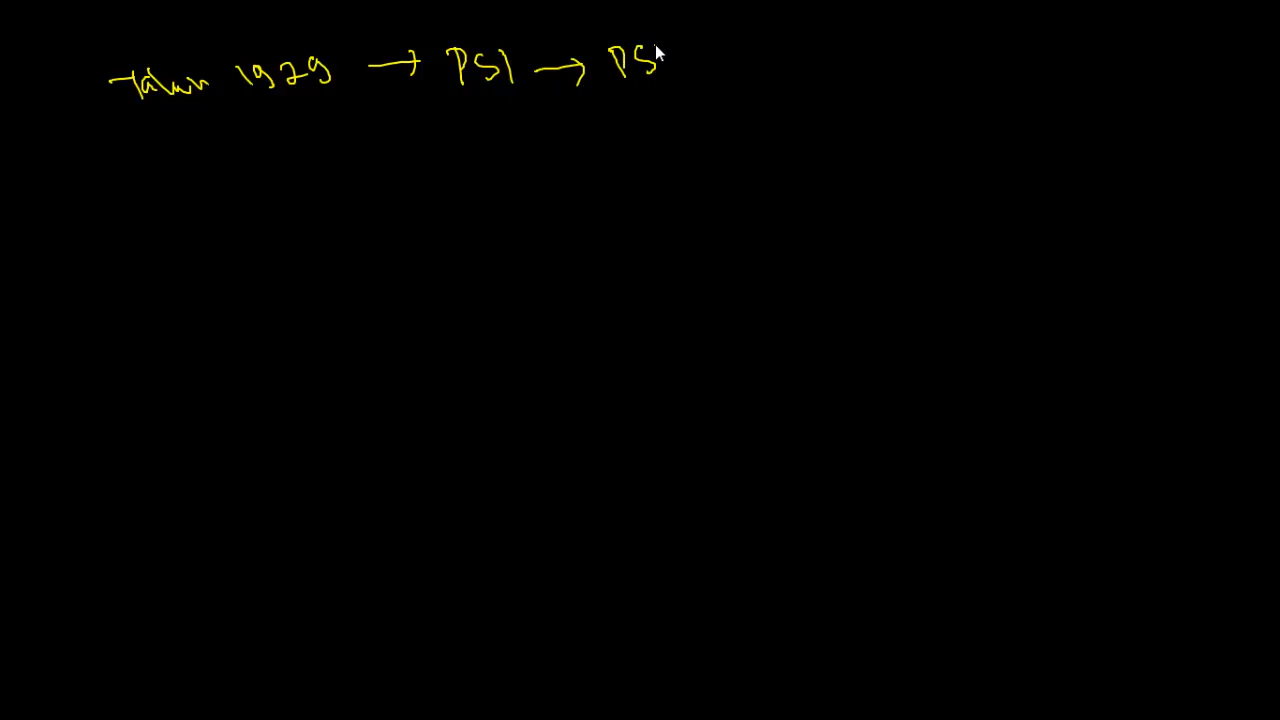 Tahun 1929 → PSI → PS